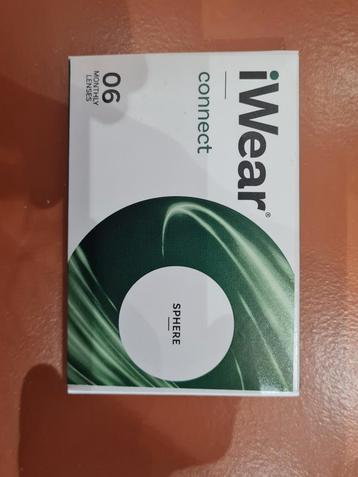 iWear®
connect
SPHERE
06
MONTHLY
LENSES